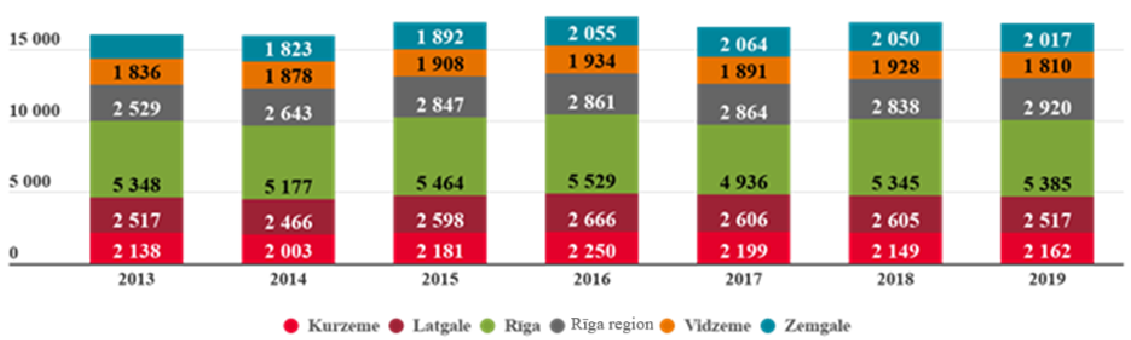 1 892 2 055 2 064 2 050 2 017
15 000 1 823
1 836 1 878 1 908 1 934 1 891 1 928 1 810
10 000 2 529 2 643 2 847 2 861 2 864 2 838 2 920
5 000 5 348 5 177 5 464 5 529 4 936 5 345 5 385
2 517 2 466 2 598 2 666 2 606 2 605 2 517
0 2 138 2 003 2 181 2 250 2 199 2 149 2 162
2013 2014 2015 2016 2017 2018 2019
Kurzeme Latgale Rīga Rīga region Vidzeme Zemgale